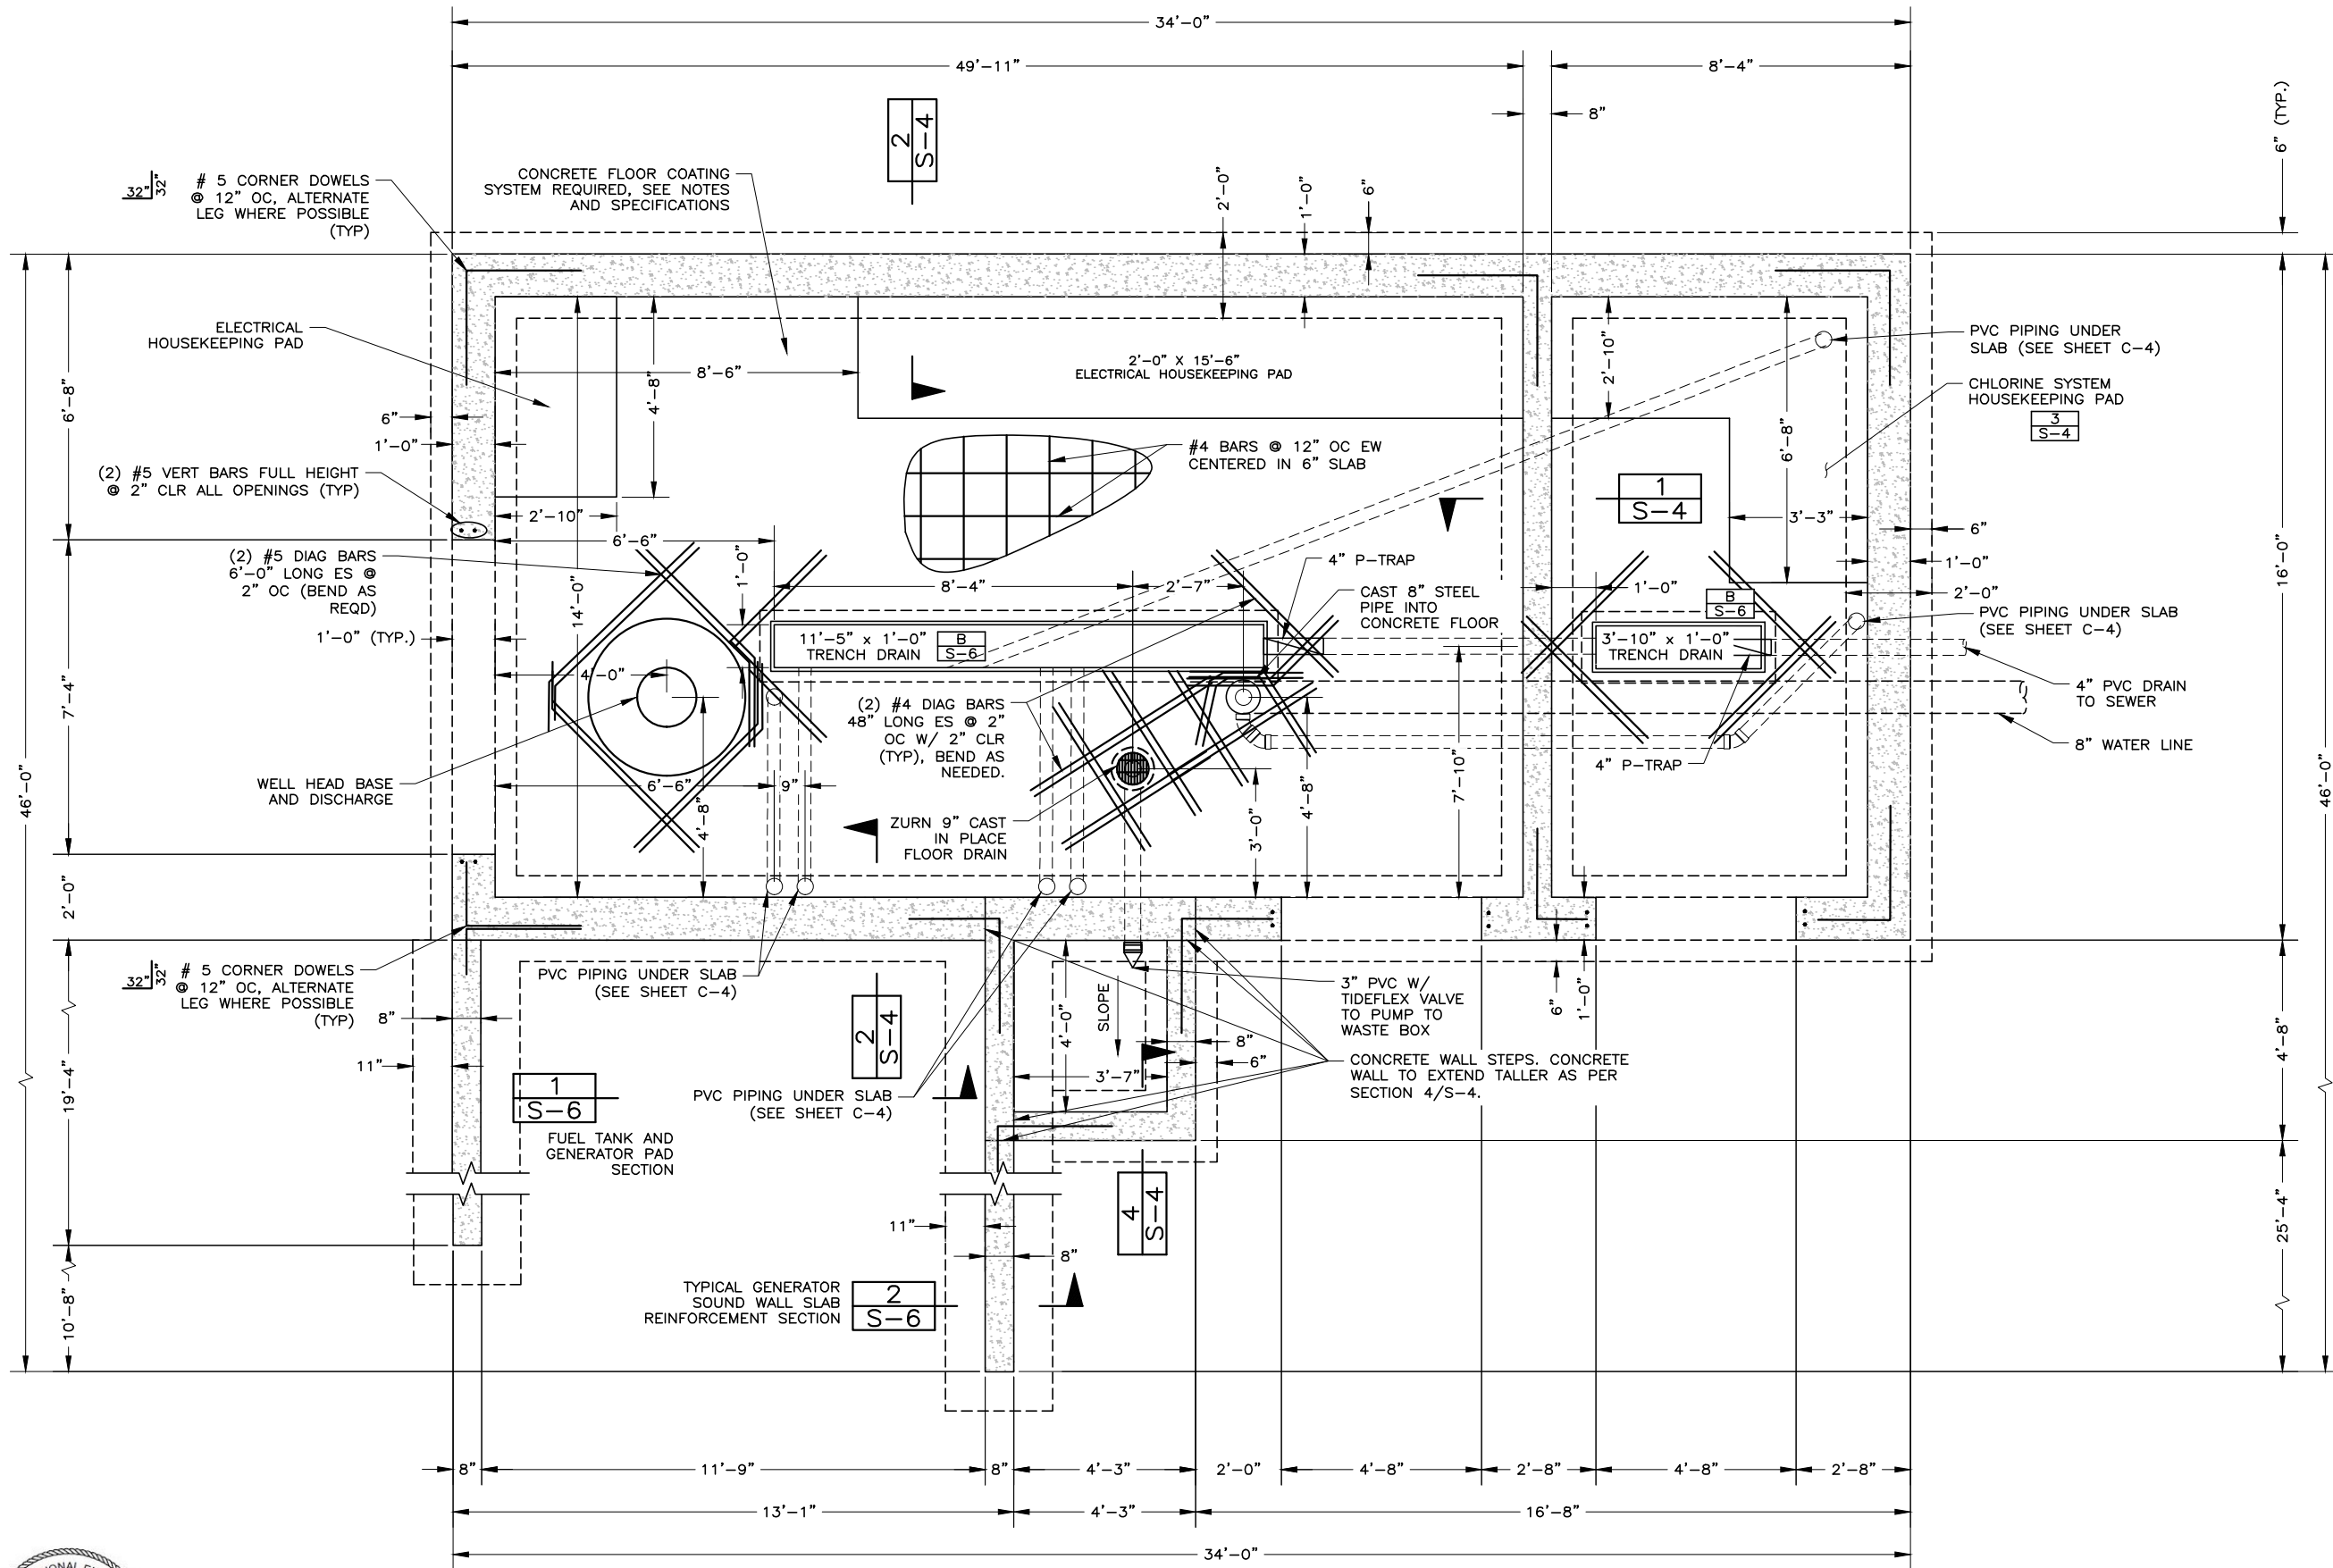 34'-0"
49'-11"
8'-4"
8"
6" (TYP.)
2
S-4
32"
32"
# 5 CORNER DOWELS
@ 12" OC, ALTERNATE
LEG WHERE POSSIBLE
(TYP)
CONCRETE FLOOR COATING
SYSTEM REQUIRED, SEE NOTES
AND SPECIFICATIONS
2'-0"
1'-0"
6"
ELECTRICAL
HOUSEKEEPING PAD
2'-0" X 15'-6"
ELECTRICAL HOUSEKEEPING PAD
8'-6"
4'-8"
2'-10"
6'-8"
PVC PIPING UNDER
SLAB (SEE SHEET C-4)
CHLORINE SYSTEM
HOUSEKEEPING PAD
3
S-4
6'-8"
6"
1'-0"
(2) #5 VERT BARS FULL HEIGHT
@ 2" CLR ALL OPENINGS (TYP)
#4 BARS @ 12" OC EW
CENTERED IN 6" SLAB
1
S-4
2'-10"
3'-3"
6"
6'-6"
(2) #5 DIAG BARS
6'-0" LONG ES @
2" OC (BEND AS
REQD)
1'-0" (TYP.)
14'-0"
1'-0"
8'-4"
2'-7"
4" P-TRAP
CAST 8" STEEL
PIPE INTO
CONCRETE FLOOR
1'-0"
B
S-6
1'-0"
2'-0"
16'-0"
PVC PIPING UNDER SLAB
(SEE SHEET C-4)
11'-5" x 1'-0"
TRENCH DRAIN
B
S-6
3'-10" x 1'-0"
TRENCH DRAIN
4'-0"
7'-4"
4" PVC DRAIN
TO SEWER
(2) #4 DIAG BARS
48" LONG ES @ 2"
OC W/ 2" CLR
(TYP), BEND AS
NEEDED.
8" WATER LINE
4" P-TRAP
WELL HEAD BASE
AND DISCHARGE
6'-6"
9"
4'-8"
46'-0"
46'-0"
7'-10"
4'-8"
3'-0"
ZURN 9" CAST
IN PLACE
FLOOR DRAIN
2'-0"
32"
32"
# 5 CORNER DOWELS
@ 12" OC, ALTERNATE
LEG WHERE POSSIBLE
(TYP)
PVC PIPING UNDER SLAB
(SEE SHEET C-4)
8"
11"
2
S-4
4'-0"
SLOPE
3" PVC W/
TIDEFLEX VALVE
TO PUMP TO
WASTE BOX
6"
1'-0"
4'-8"
8"
6"
3'-7"
CONCRETE WALL STEPS. CONCRETE
WALL TO EXTEND TALLER AS PER
SECTION 4/S-4.
19'-4"
1
S-6
FUEL TANK AND
GENERATOR PAD
SECTION
PVC PIPING UNDER SLAB
(SEE SHEET C-4)
4
S-4
25'-4"
11"
8"
10'-8"
TYPICAL GENERATOR
SOUND WALL SLAB
REINFORCEMENT SECTION
2
S-6
8"
11'-9"
8"
4'-3"
2'-0"
4'-8"
2'-8"
4'-8"
2'-8"
13'-1"
4'-3"
16'-8"
34'-0"